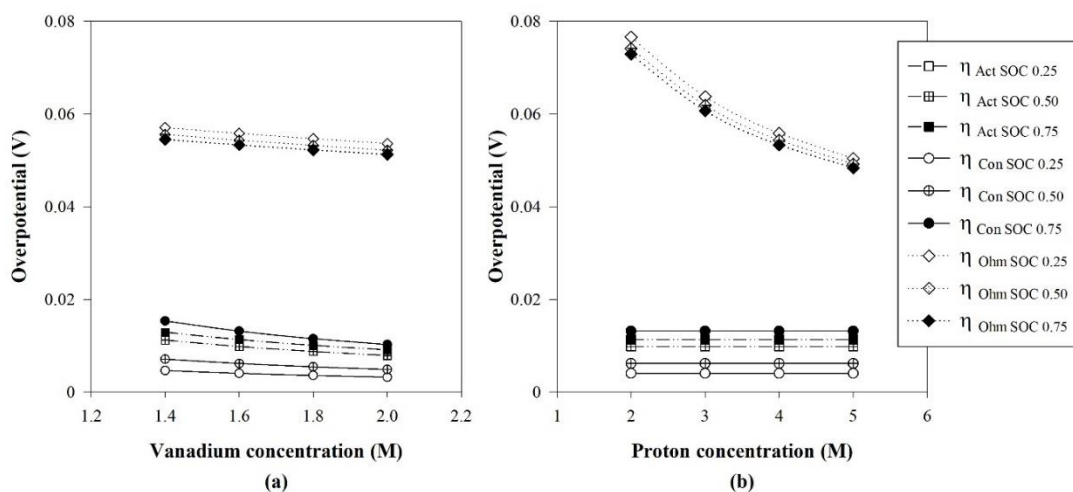 0.08
0.06
0.04
0.02
0
Overpotential (V)
1.2 1.4 1.6 1.8 2.0 2.2
Vanadium concentration (M)
(a)
0.08
0.06
0.04
0.02
0
Overpotential (V)
1 2 3 4 5 6
Proton concentration (M)
(b)
η Act SOC 0.25
η Act SOC 0.50
η Act SOC 0.75
η Con SOC 0.25
η Con SOC 0.50
η Con SOC 0.75
η Ohm SOC 0.25
η Ohm SOC 0.50
η Ohm SOC 0.75